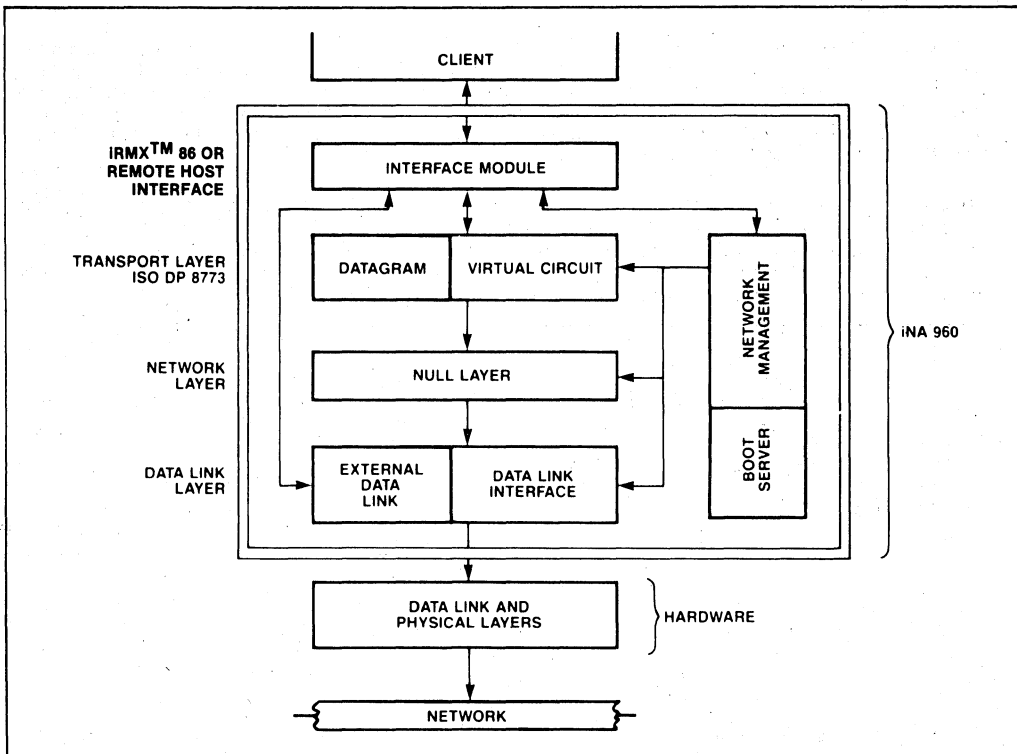 CLIENT
iRMX™ 86 OR
REMOTE HOST
INTERFACE
INTERFACE MODULE
TRANSPORT LAYER
ISO DP 8773
DATAGRAM
VIRTUAL CIRCUIT
NETWORK
MANAGEMENT
iNA 960
NETWORK
LAYER
NULL LAYER
DATA LINK
LAYER
EXTERNAL
DATA
LINK
DATA LINK
INTERFACE
BOOT
SERVER
DATA LINK AND
PHYSICAL LAYERS
HARDWARE
NETWORK